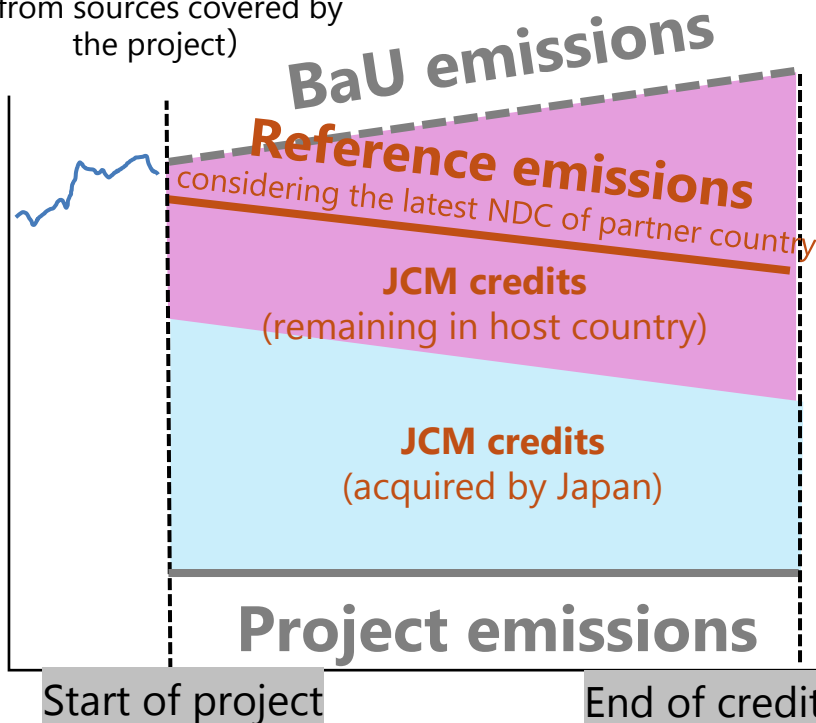 from sources covered by
the project)
BaU emissions
Reference emissions
considering the latest NDC of partner country
JCM credits
(remaining in host country)
JCM credits
(acquired by Japan)
Project emissions
Start of project
End of credit